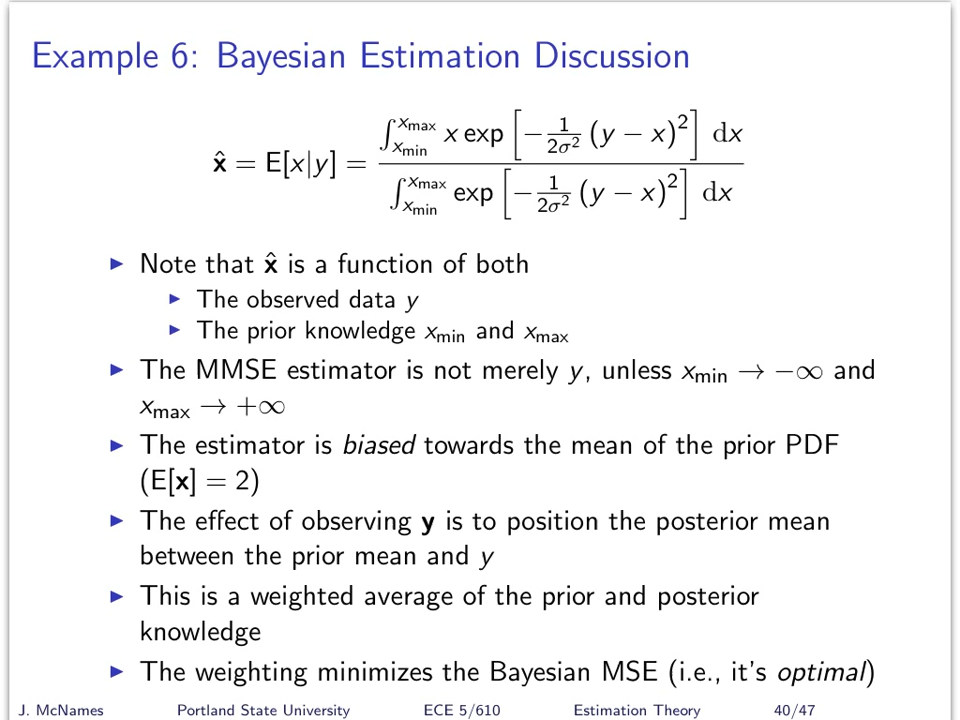 Example 6: Bayesian Estimation Discussion
x̂ = E[x|y] = \frac{∫_{x_min}^{x_max} x exp [−\frac{1}{2σ²} (y − x)²] dx}{∫_{x_min}^{x_max} exp [−\frac{1}{2σ²} (y − x)²] dx}
▶ Note that x̂ is a function of both
▶ The observed data y
▶ The prior knowledge x_min and x_max
▶ The MMSE estimator is not merely y, unless x_min → −∞ and
x_max → +∞
▶ The estimator is biased towards the mean of the prior PDF
(E[x] = 2)
▶ The effect of observing y is to position the posterior mean
between the prior mean and y
▶ This is a weighted average of the prior and posterior
knowledge
▶ The weighting minimizes the Bayesian MSE (i.e., it's optimal)
J. McNames Portland State University ECE 5/610 Estimation Theory 40/47